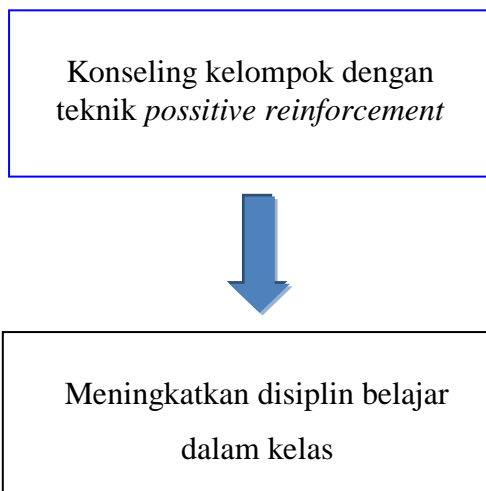 Konseling kelompok dengan
teknik possitive reinforcement
Meningkatkan disiplin belajar
dalam kelas